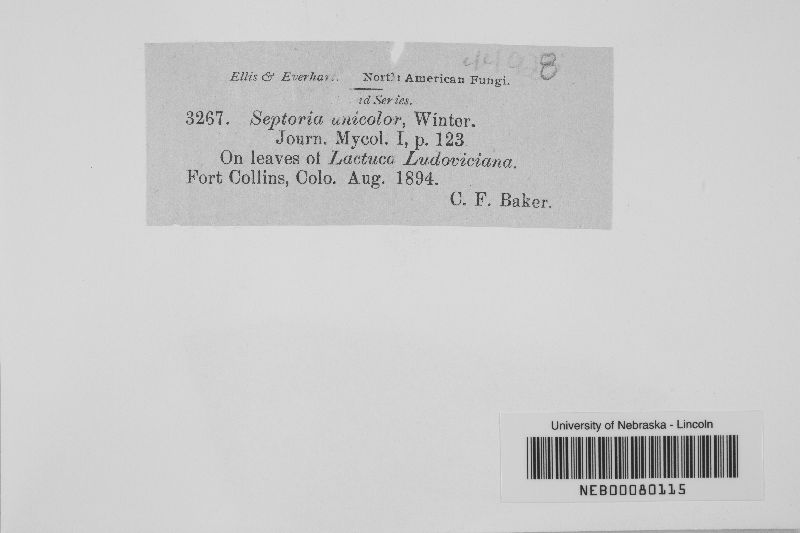 Ellis & Everhar. North American Fungi.
d Series.
3267. Septoria unicolor, Winter.
Journ. Mycol. I, p. 123
On leaves of Lactuca Ludoviciana.
Fort Collins, Colo. Aug. 1894.
C. F. Baker.
University of Nebraska - Lincoln
NEB00080115